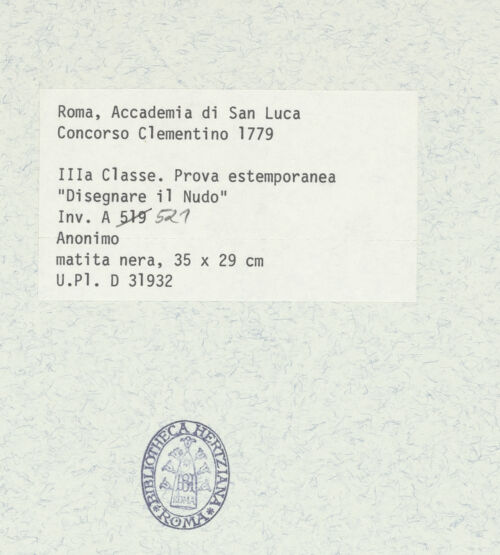 Roma, Accademia di San Luca
Concorso Clementino 1779
IIIa Classe. Prova estemporanea
"Disegnare il Nudo"
Inv. A 519 521
Anonimo
matita nera, 35 x 29 cm
U.Pl. D 31932
BIBLIOTHECA HERTZIANA
ROMA
ROMA